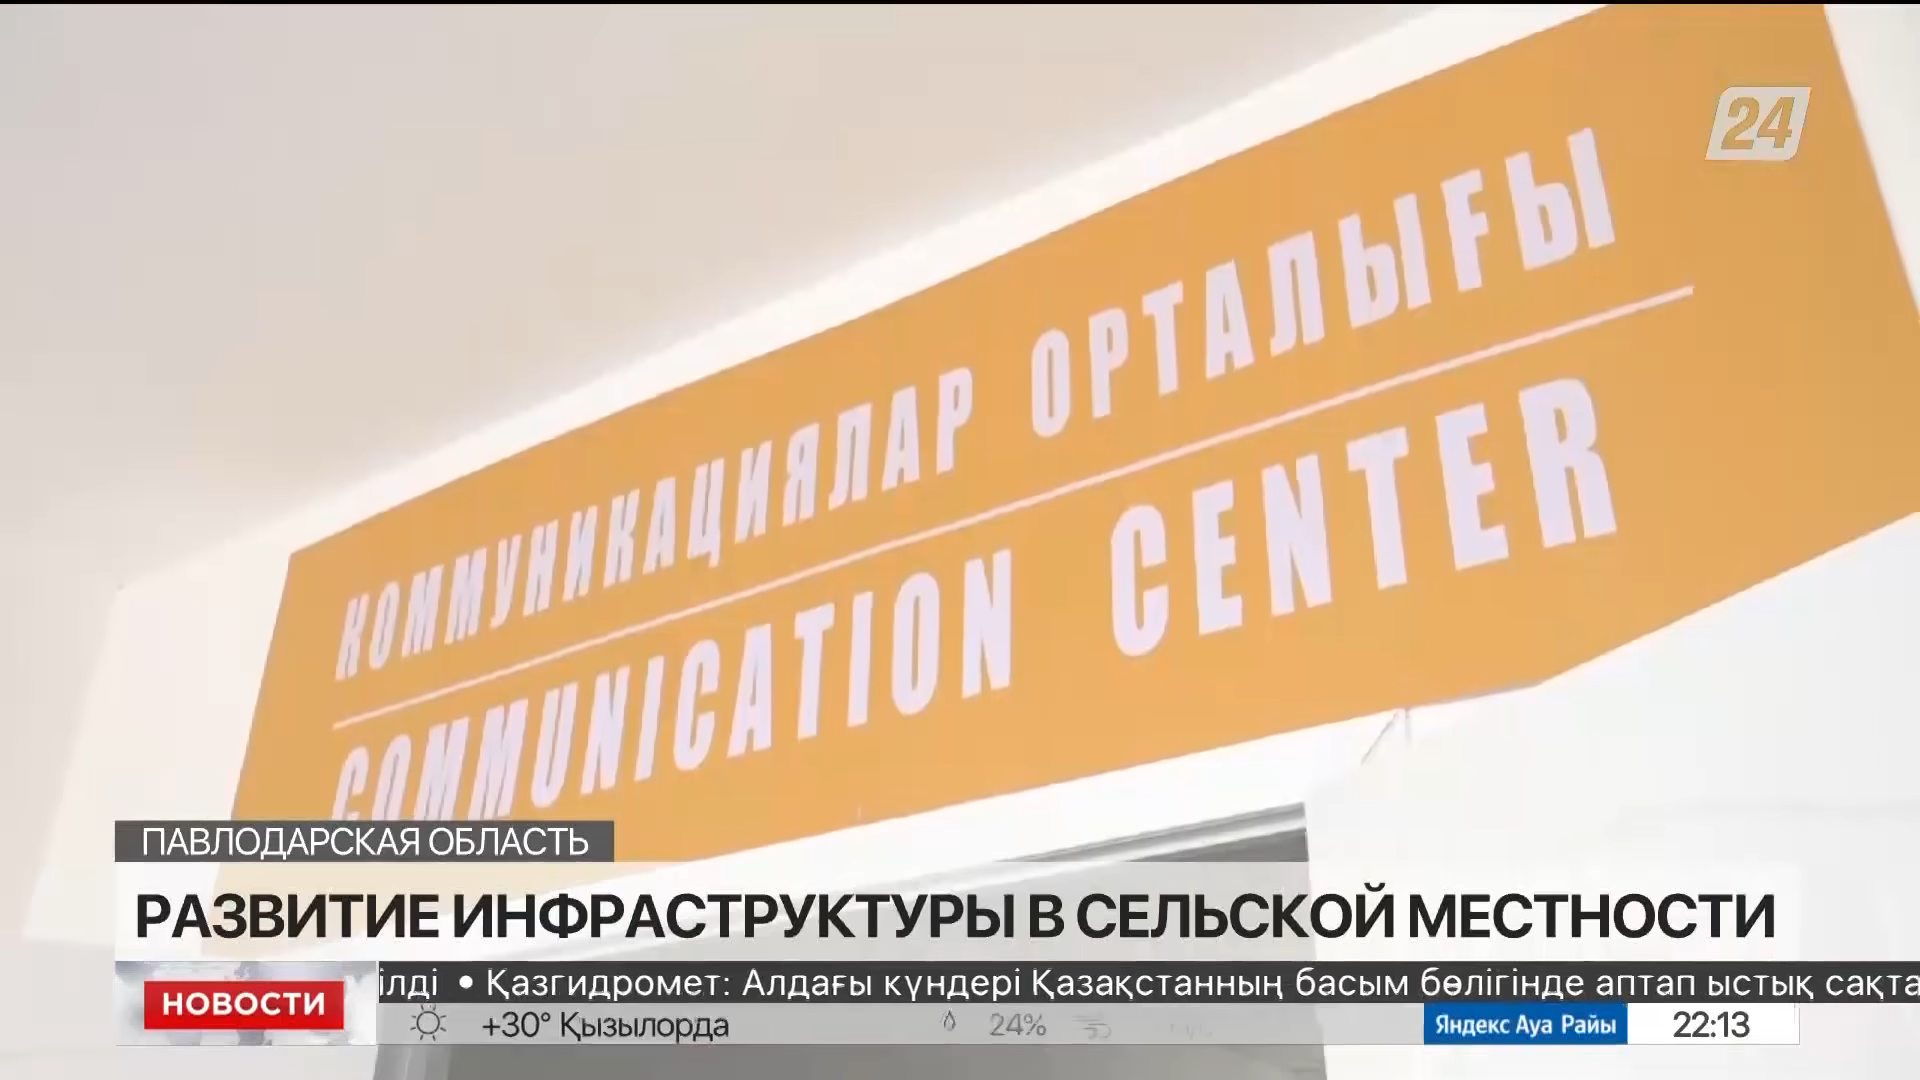 24
КОММУНИКАЦИЯЛАР ОРТАЛЫҒЫ
COMMUNICATION CENTER
ПАВЛОДАРСКАЯ ОБЛАСТЬ
РАЗВИТИЕ ИНФРАСТРУКТУРЫ В СЕЛЬСКОЙ МЕСТНОСТИ
ілді • Қазгидромет: Алдағы күндері Қазақстанның басым бөлігінде аптап ыстық сақта
НОВОСТИ
+30° Қызылорда 24% Яндекс Ауа Райы 22:13